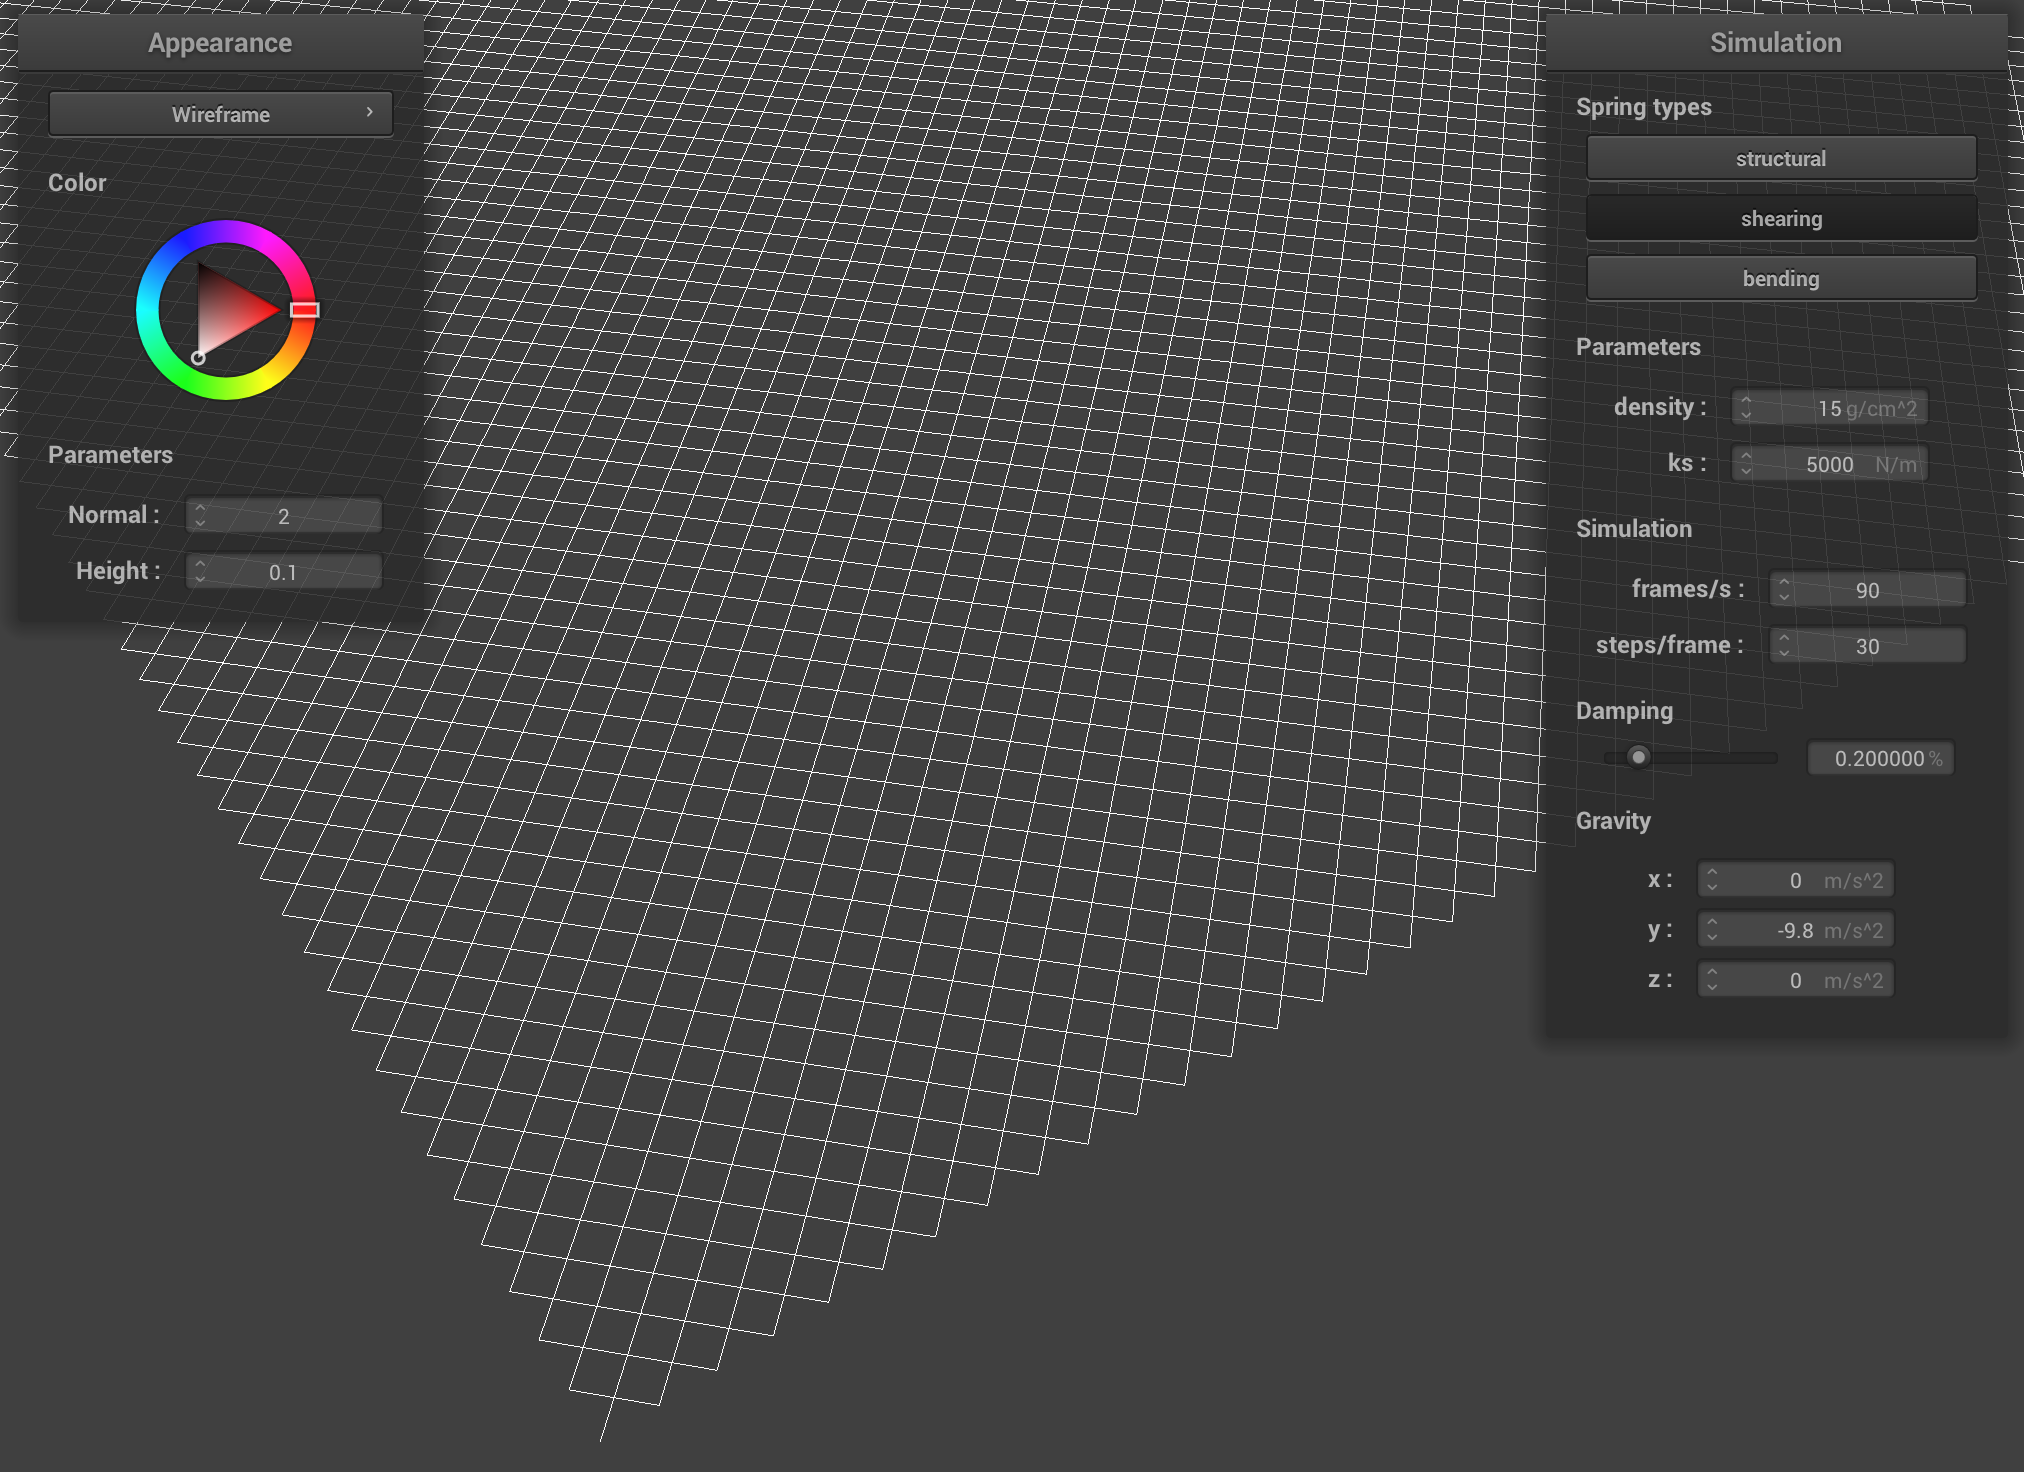 Appearance
Wireframe
Color
Parameters
Normal : 2
Height : 0.1
Simulation
Spring types
structural
shearing
bending
Parameters
density : 15 g/cm^2
ks : 5000 N/m
Simulation
frames/s : 90
steps/frame : 30
Damping
0.200000 %
Gravity
x : 0 m/s^2
y : -9.8 m/s^2
z : 0 m/s^2